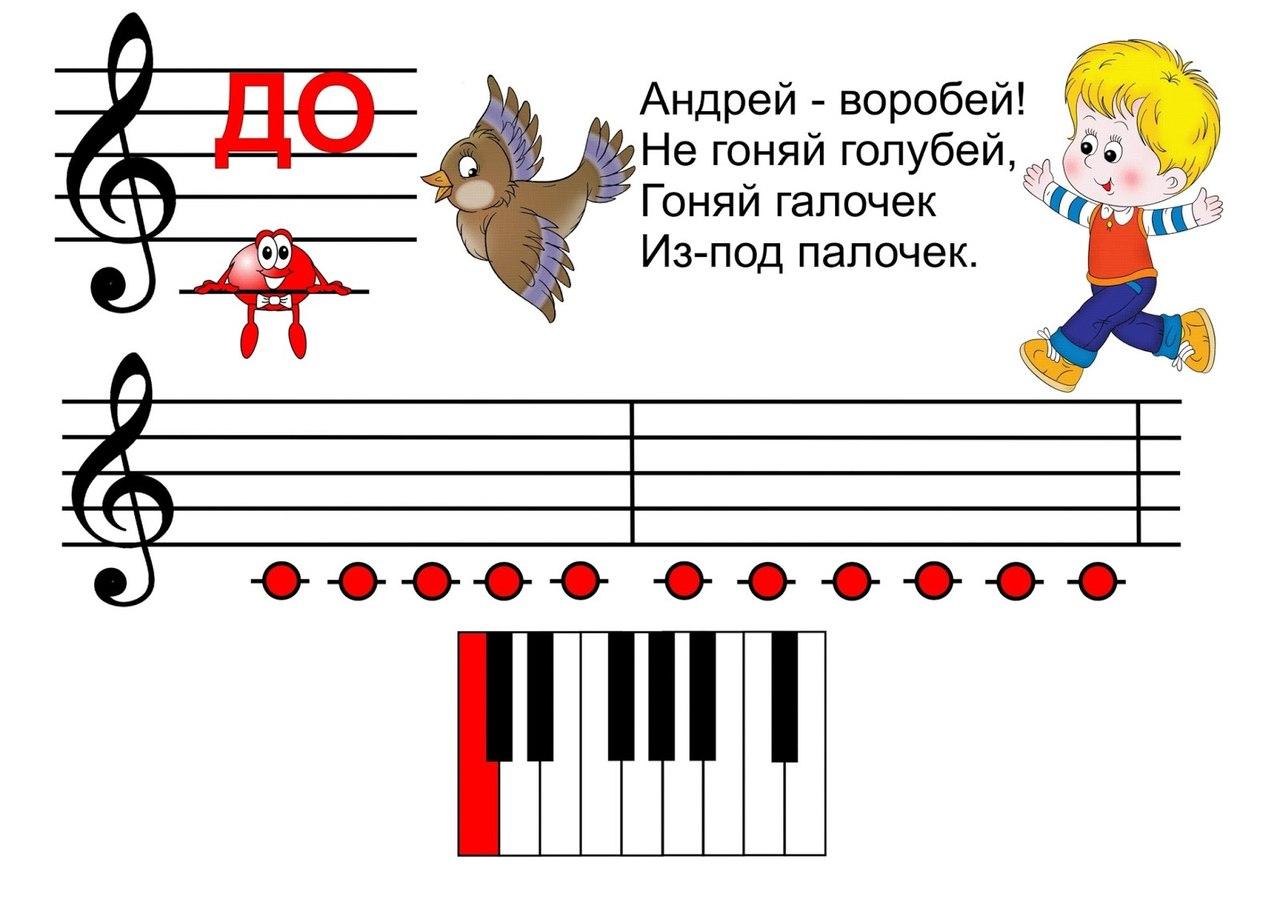 ДО
Андрей - воробей!
Не гоняй голубей,
Гоняй галочек
Из-под палочек.